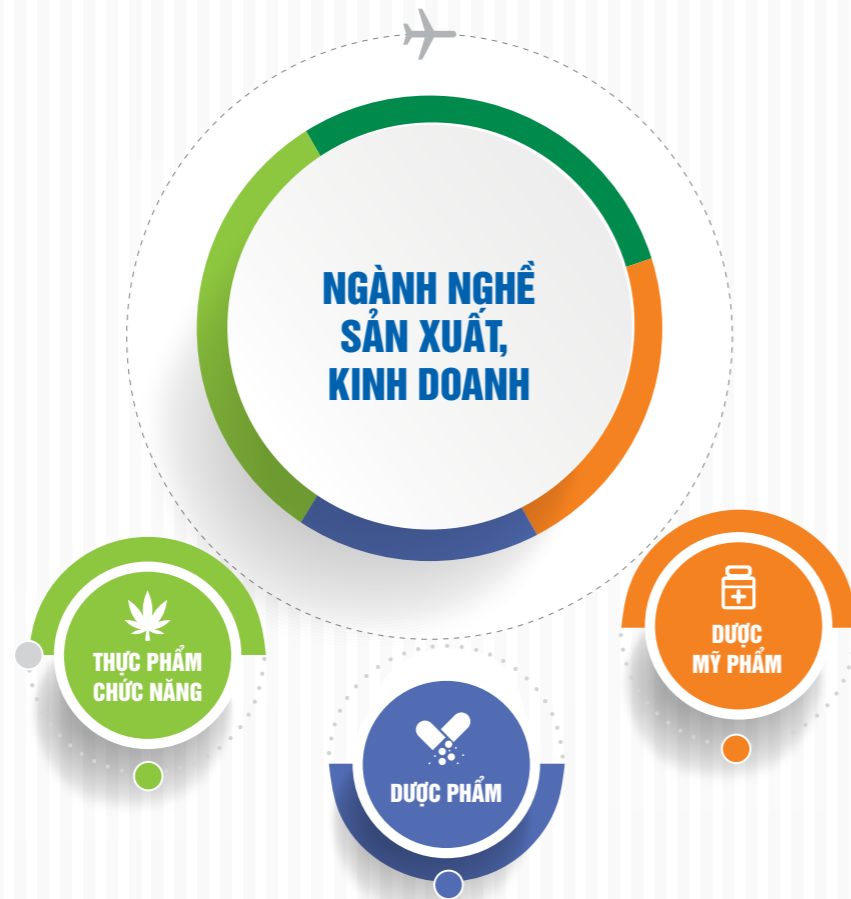 NGÀNH NGHỀ
SẢN XUẤT,
KINH DOANH
THỰC PHẨM
CHỨC NĂNG
DƯỢC PHẨM
DƯỢC
MỸ PHẨM